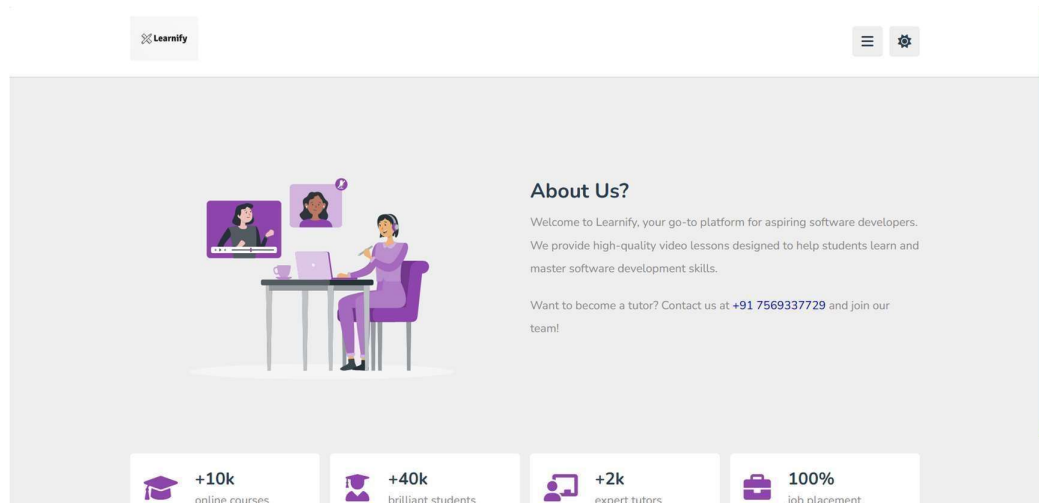 Learnify
About Us?
Welcome to Learnify, your go-to platform for aspiring software developers.
We provide high-quality video lessons designed to help students learn and
master software development skills.
Want to become a tutor? Contact us at +91 7569337729 and join our
team!
+10k
online courses
+40k
brilliant students
+2k
expert tutors
100%
job placement